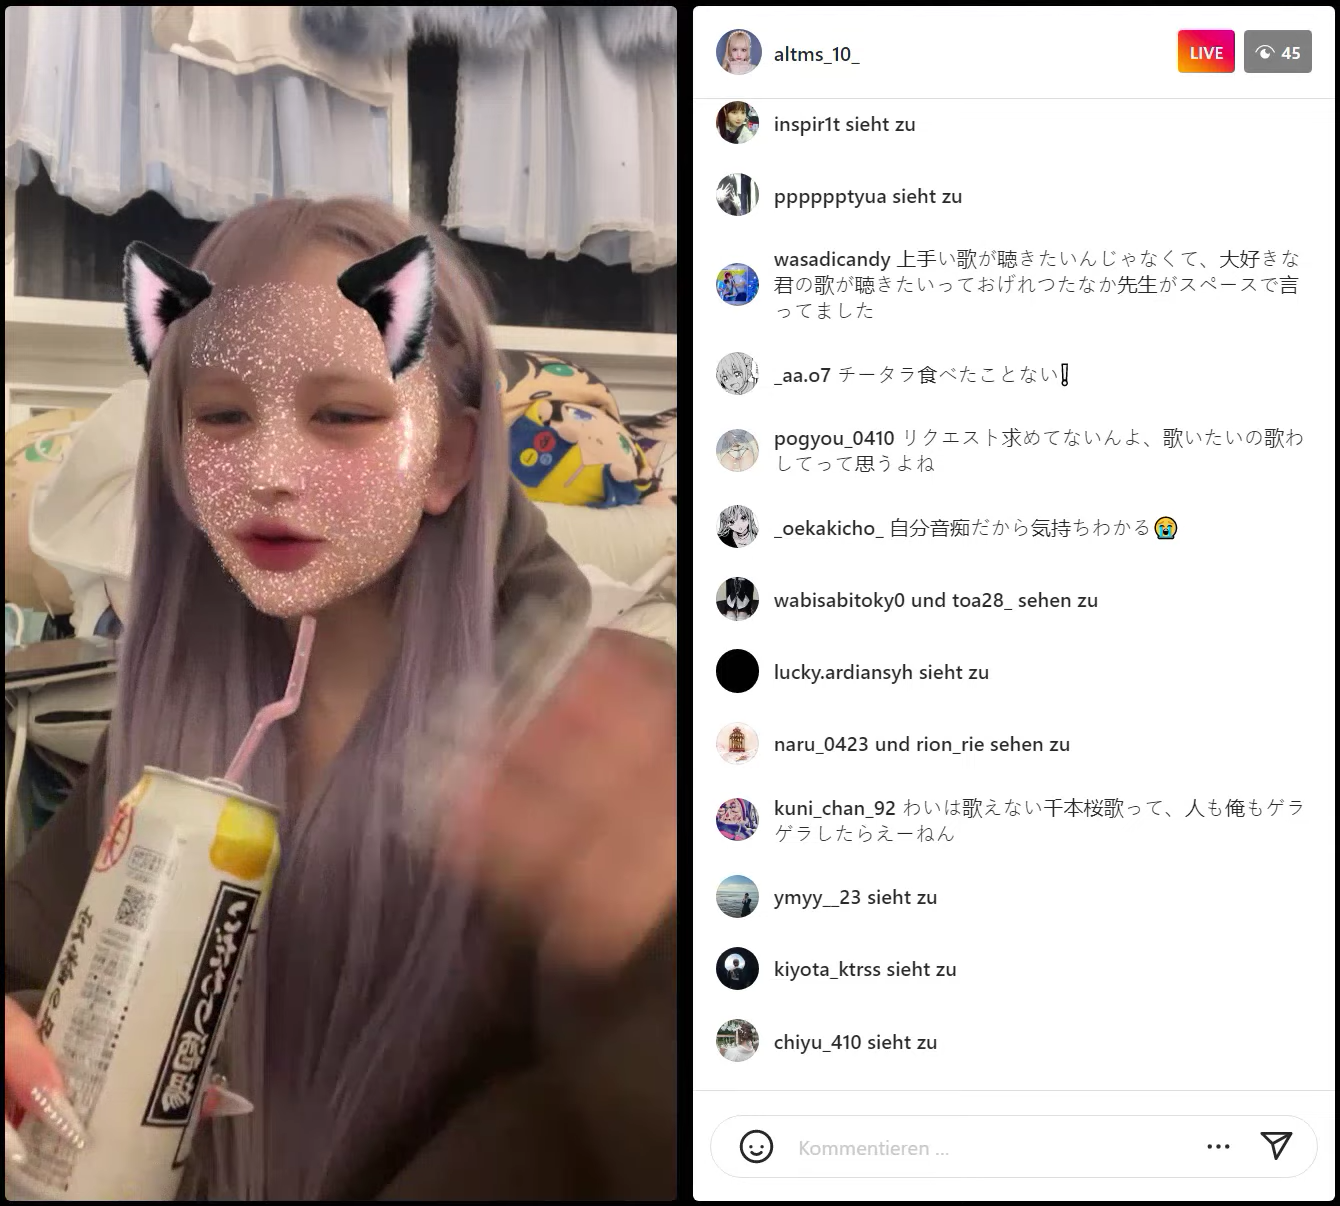 altms_10_
LIVE
45
inspir1t sieht zu
pppppptyua sieht zu
wasadicandy 上手い歌が聴きたいんじゃなくて、大好きな
君の歌が聴きたいっておげれつたなか先生がスペースで言
ってました
_aa.o7 チータラ食べたことない❕
pogyou_0410 リクエスト求めてないんよ、歌いたいの歌わ
してって思うよね
_oekakicho_ 自分音痴だから気持ちわかる😭
wabisabitoky0 und toa28_ sehen zu
lucky.ardiansyh sieht zu
naru_0423 und rion_rie sehen zu
kuni_chan_92 わいは歌えない千本桜歌って、人も俺もゲラ
ゲラしたらえーねん
ymyy__23 sieht zu
kiyota_ktrss sieht zu
chiyu_410 sieht zu
Kommentieren ...